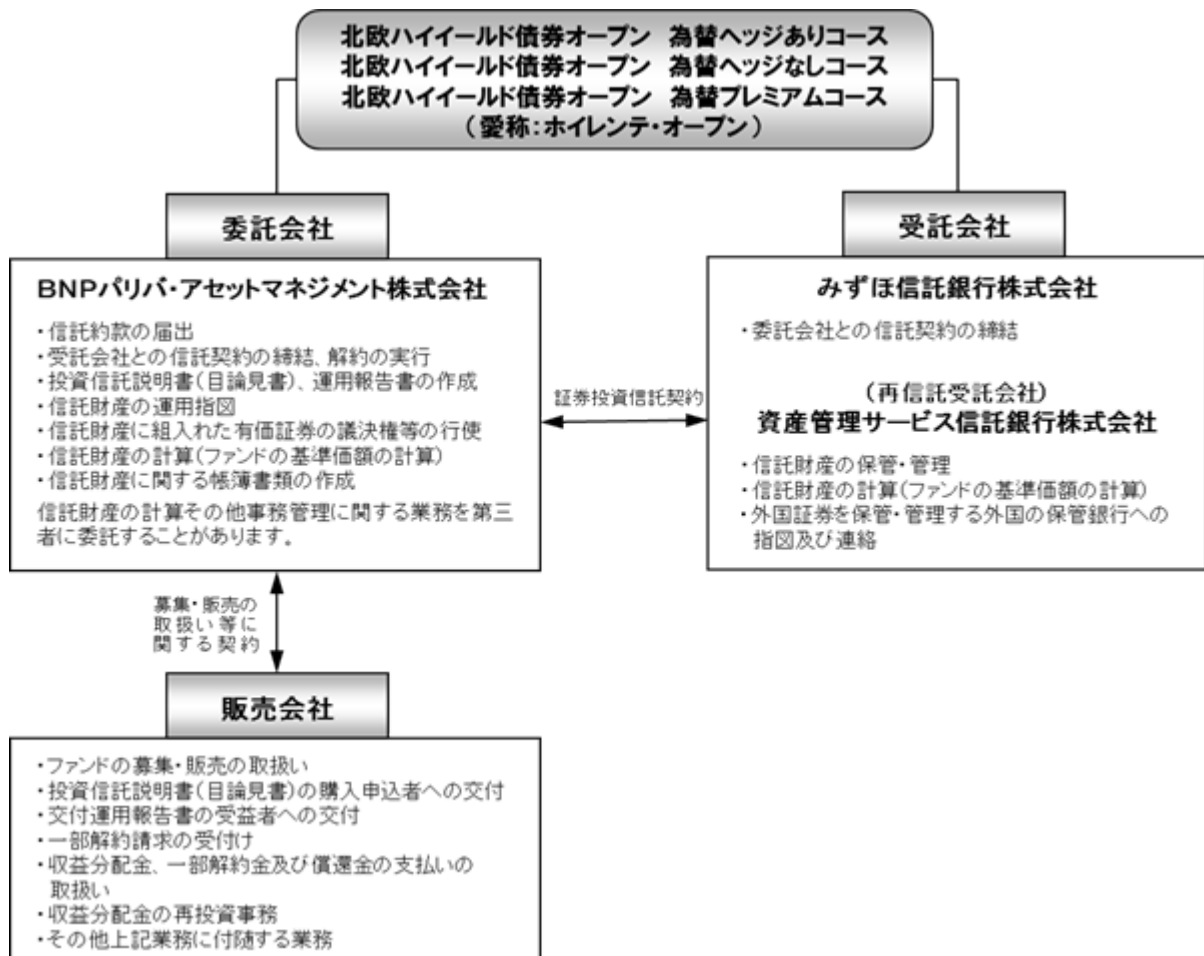 北欧ハイイールド債券オープン 為替ヘッジありコース
北欧ハイイールド債券オープン 為替ヘッジなしコース
北欧ハイイールド債券オープン 為替プレミアムコース
(愛称:ホイレンテ・オープン)
委託会社
BNPパリバ・アセットマネジメント株式会社
・信託約款の届出
・受託会社との信託契約の締結、解約の実行
・投資信託説明書(目論見書)、運用報告書の作成
・信託財産の運用指図
・信託財産に組入れた有価証券の議決権等の行使
・信託財産の計算(ファンドの基準価額の計算)
・信託財産に関する帳簿書類の作成
信託財産の計算その他事務管理に関する業務を第三
者に委託することがあります。
証券投資信託契約
受託会社
みずほ信託銀行株式会社
・委託会社との信託契約の締結
(再信託受託会社)
資産管理サービス信託銀行株式会社
・信託財産の保管・管理
・信託財産の計算(ファンドの基準価額の計算)
・外国証券を保管・管理する外国の保管銀行への
指図及び連絡
募集・販売の
取扱い等に
関する契約
販売会社
・ファンドの募集・販売の取扱い
・投資信託説明書(目論見書)の購入申込者への交付
・交付運用報告書の受益者への交付
・一部解約請求の受付け
・収益分配金、一部解約金及び償還金の支払いの
取扱い
・収益分配金の再投資事務
・その他上記業務に付随する業務